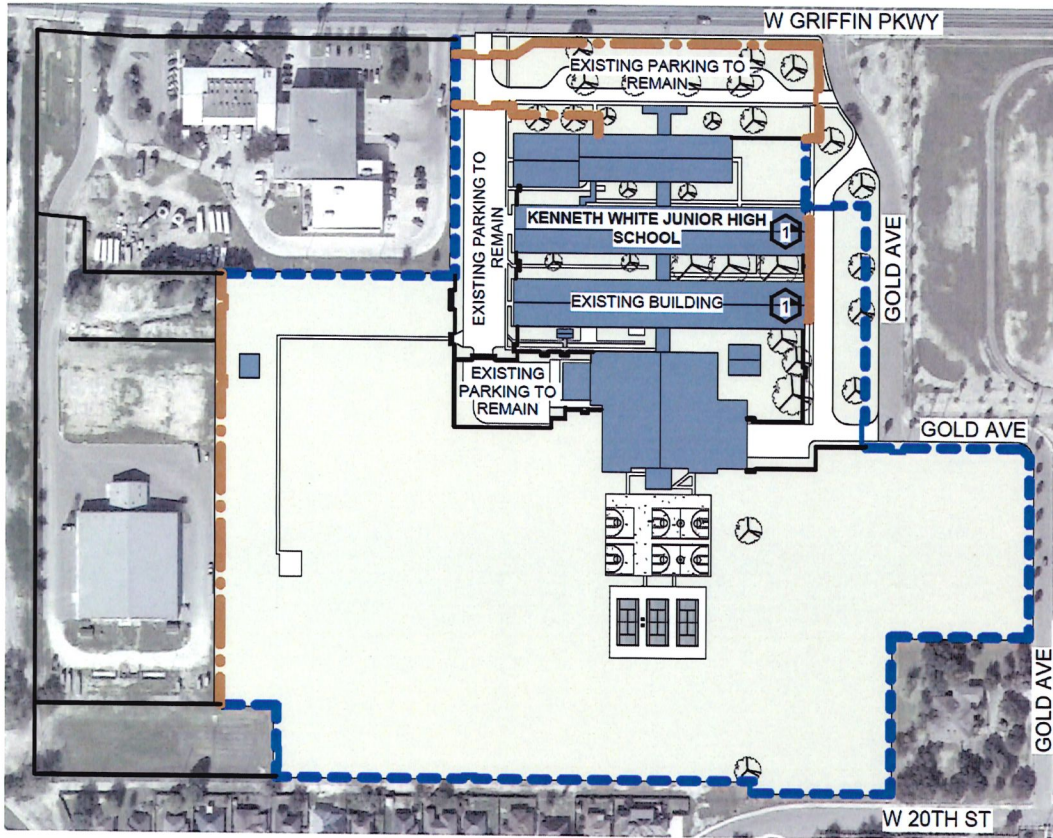 W GRIFFIN PKWY
EXISTING PARKING TO
REMAIN
EXISTING PARKING TO
REMAIN
KENNETH WHITE JUNIOR HIGH
SCHOOL
1
GOLD AVE
EXISTING BUILDING
1
EXISTING
PARKING TO
REMAIN
GOLD AVE
GOLD AVE
W 20TH ST